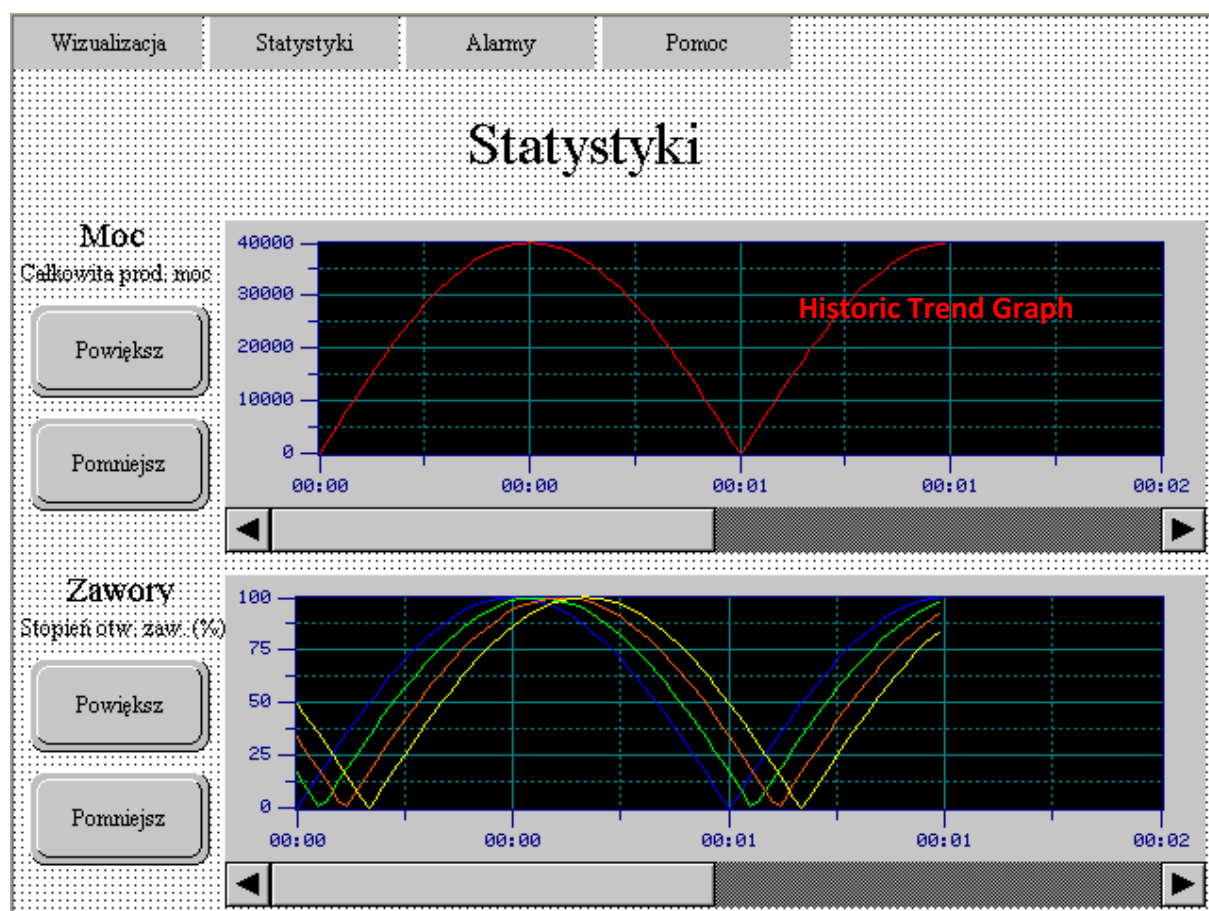 Wizualizacja Statystyki Alarmy Pomoc
Statystyki
Moc
Całkowita prod. moc
Powiększ
Pomniejsz
40000
30000
20000
10000
0
00:00 00:00 00:01 00:01 00:02
Historic Trend Graph
Zawory
Stopień otw. zaw. (%)
Powiększ
Pomniejsz
100
75
50
25
0
00:00 00:00 00:01 00:01 00:02